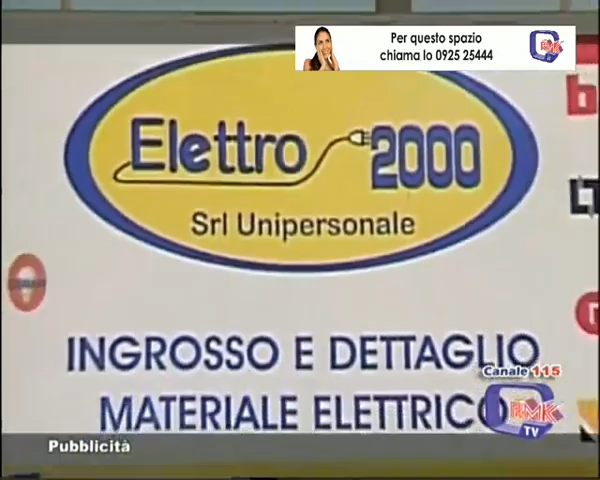 Per questo spazio
chiama lo 0925 25444
Elettro 2000
Srl Unipersonale
INGROSSO E DETTAGLIO
MATERIALE ELETTRICO
Canale 115
RMK
TV
Pubblicità